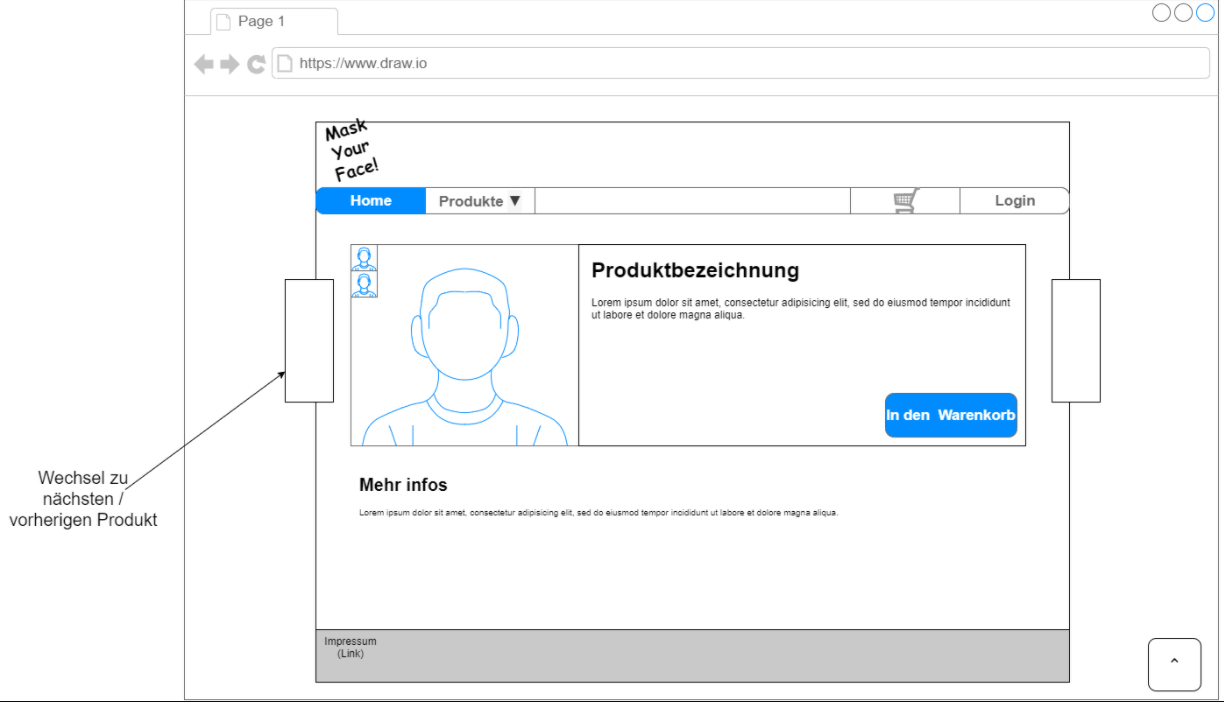 Page 1
https://www.draw.io
Mask
Your
Face!
Home
Produkte ▼
Login
Produktbezeichnung
Lorem ipsum dolor sit amet, consectetur adipisicing elit, sed do eiusmod tempor incididunt
ut labore et dolore magna aliqua.
In den Warenkorb
Wechsel zu
nächsten /
vorherigen Produkt
Mehr infos
Lorem ipsum dolor sit amet, consectetur adipisicing elit, sed do eiusmod tempor incididunt ut labore et dolore magna aliqua.
Impressum
(Link)
^